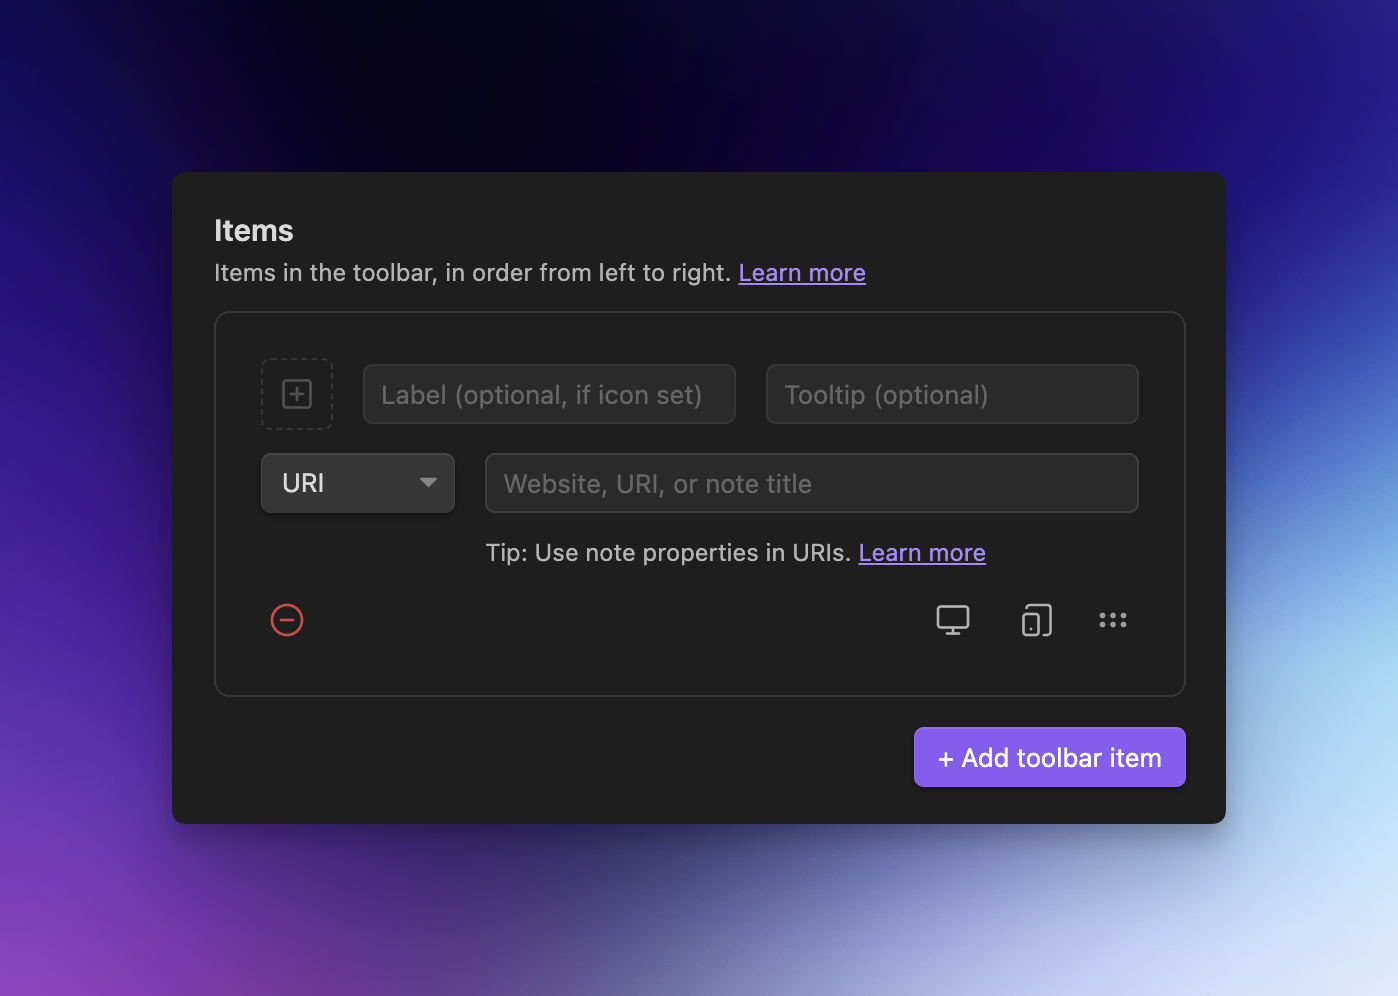 Items
Items in the toolbar, in order from left to right. Learn more
Label (optional, if icon set)
Tooltip (optional)
URI
Website, URI, or note title
Tip: Use note properties in URIs. Learn more
+ Add toolbar item